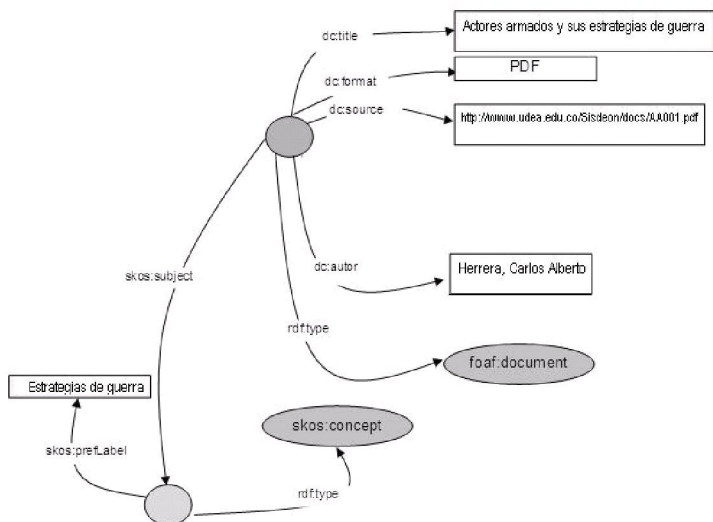 dc:title
Actores armados y sus estrategias de guerra
dc:format
PDF
dc:source
http://www.udea.edu.co/Sisdeon/docs/AA001.pdf
skos:subject
dc:autor
Herrera, Carlos Alberto
rdf:type
foaf:document
Estrategias de guerra
skos:concept
skos:prefLabel
rdf:type